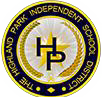 THE HIGHLAND PARK INDEPENDENT SCHOOL DISTRICT
HP